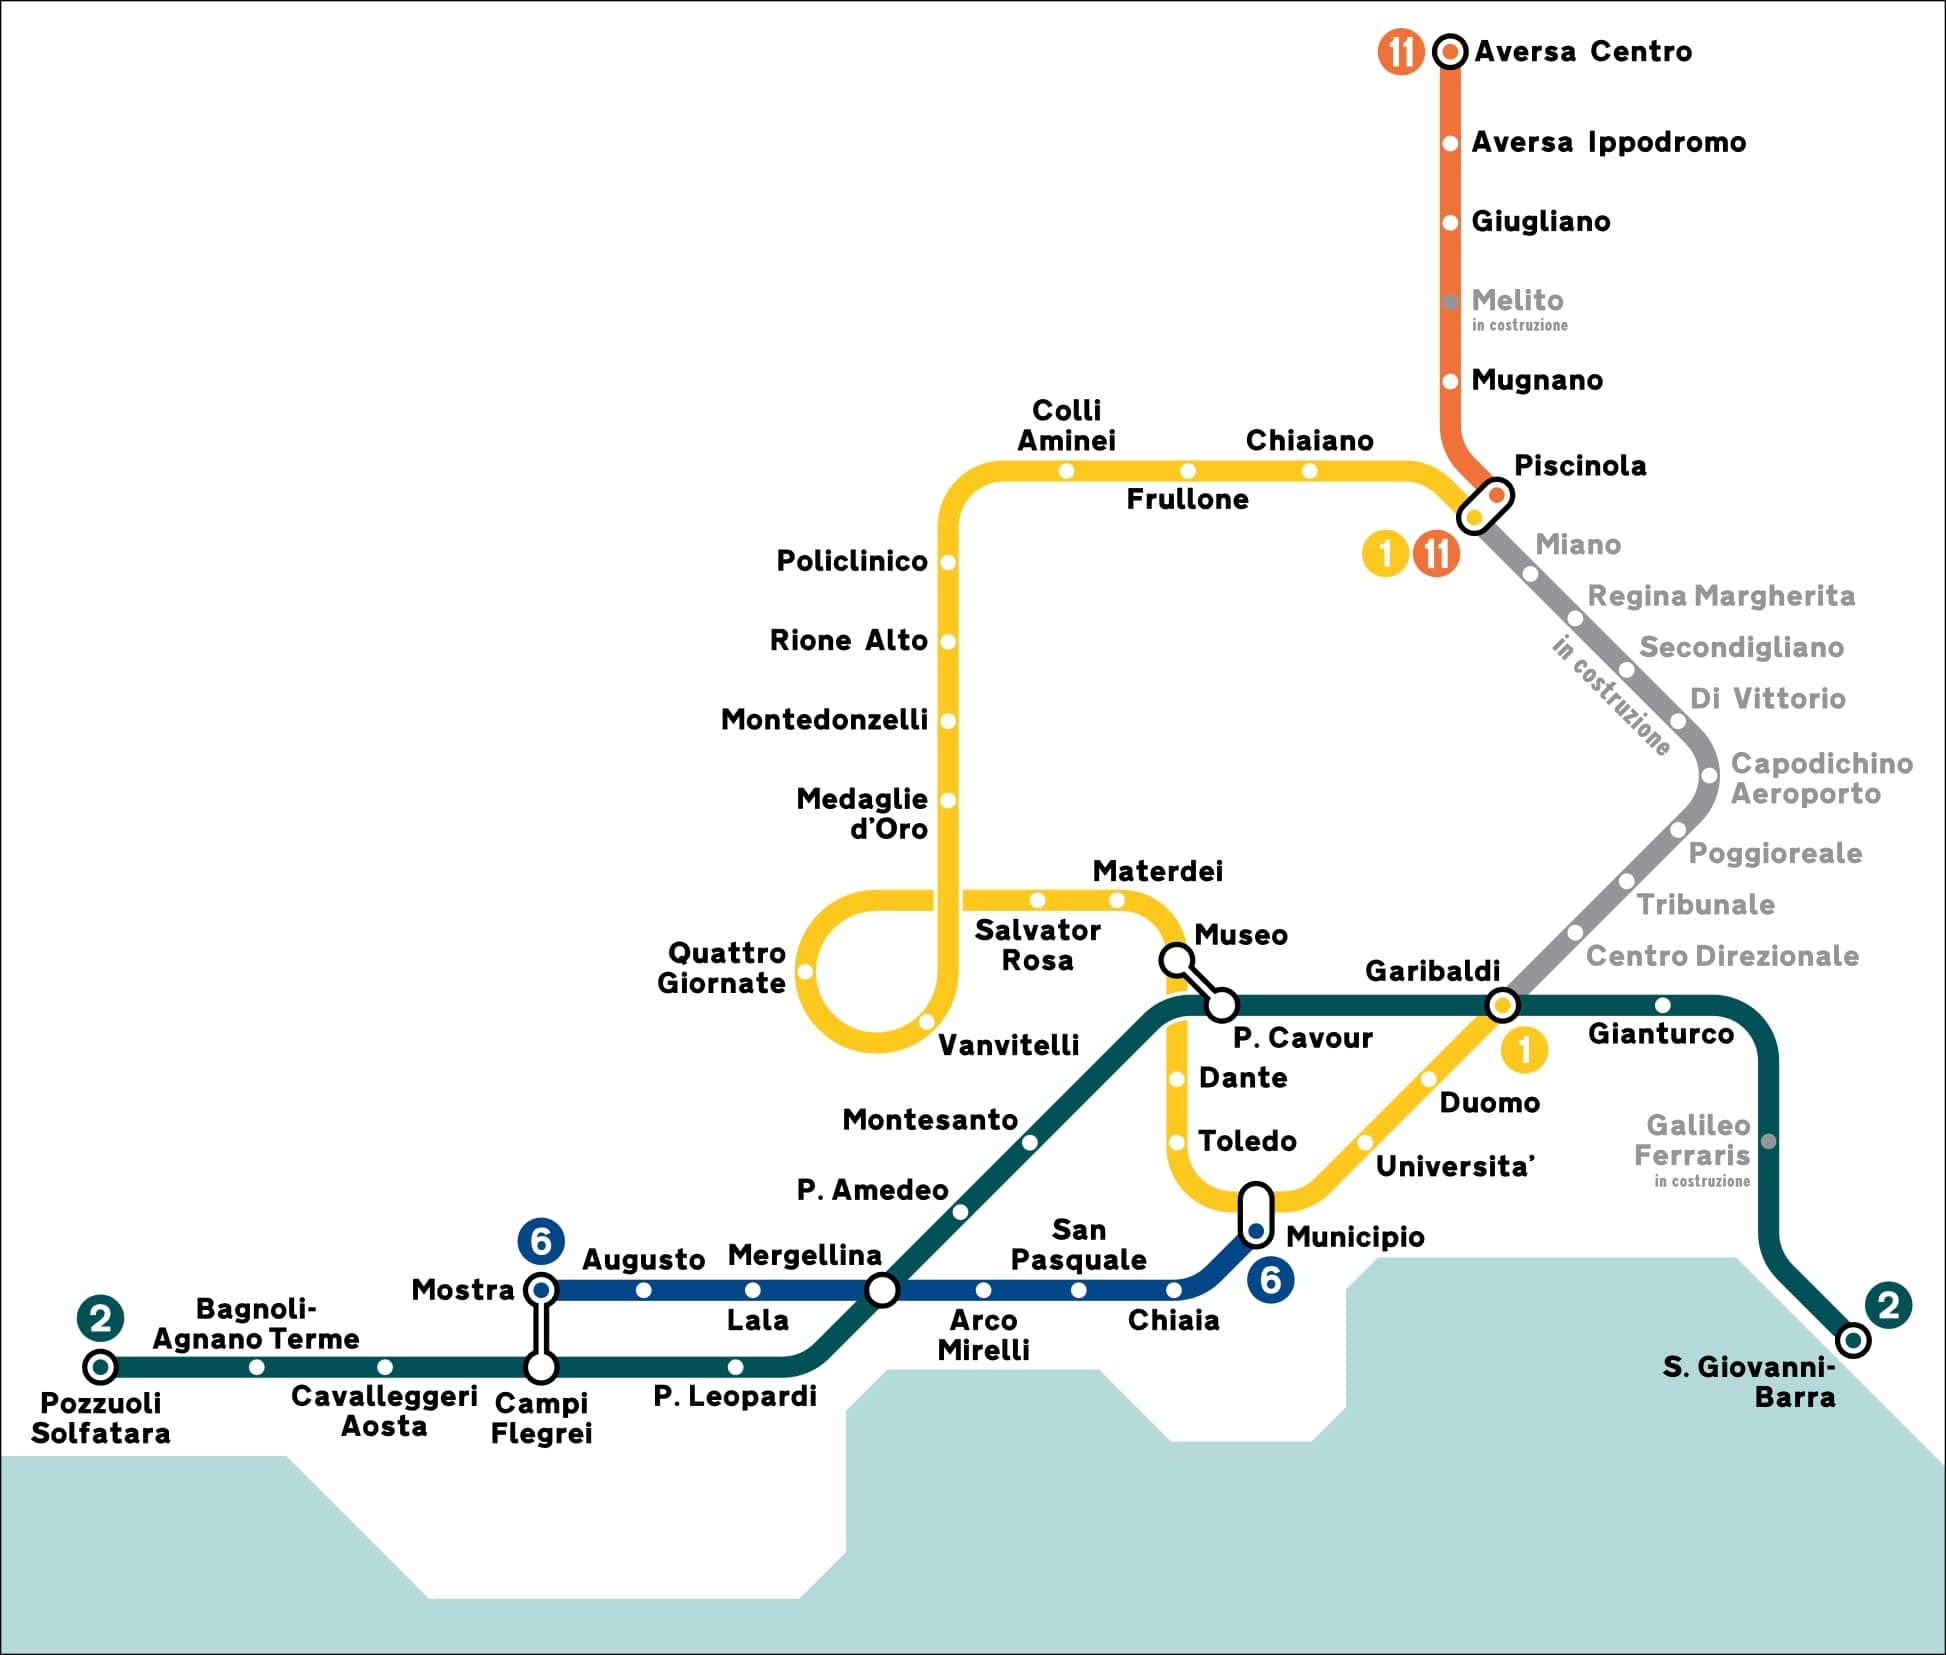 11
Aversa Centro
Aversa Ippodromo
Giugliano
Melito
in costruzione
Mugnano
Colli
Aminei
Chiaiano
Piscinola
Frullone
1
11
Miano
Policlinico
Regina Margherita
Rione Alto
Secondigliano
in costruzione
Di Vittorio
Montedonzelli
Capodichino
Aeroporto
Medaglie
d'Oro
Poggioreale
Materdei
Tribunale
Salvator
Rosa
Museo
Quattro
Giornate
Centro Direzionale
Garibaldi
Gianturco
P. Cavour
Vanvitelli
1
Dante
Duomo
Montesanto
Toledo
Universita'
Galileo
Ferraris
in costruzione
P. Amedeo
6
Augusto
Mergellina
San
Pasquale
Municipio
6
Mostra
2
Bagnoli-
Agnano Terme
Lala
Arco
Mirelli
Chiaia
2
Pozzuoli
Solfatara
Cavalleggeri
Aosta
Campi
Flegrei
P. Leopardi
S. Giovanni-
Barra